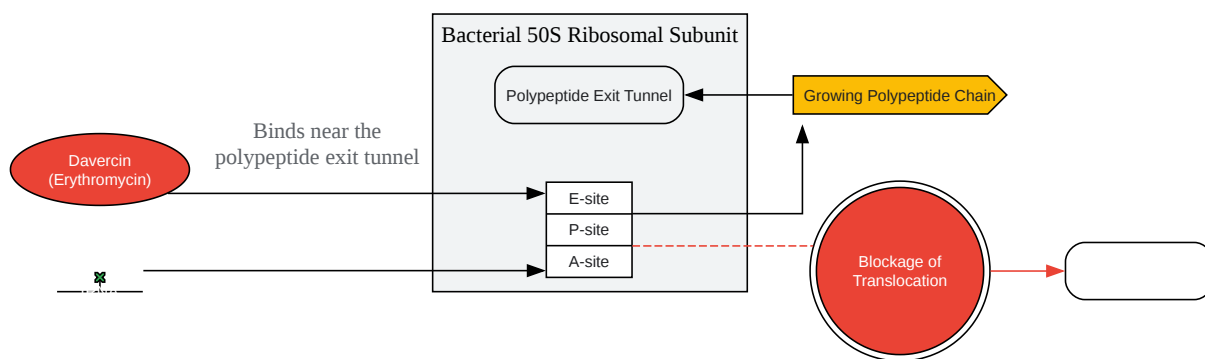 Bacterial 50S Ribosomal Subunit
Polypeptide Exit Tunnel
Growing Polypeptide Chain
Binds near the
polypeptide exit tunnel
Davercin
(Erythromycin)
E-site
P-site
A-site
Blockage of
Translocation